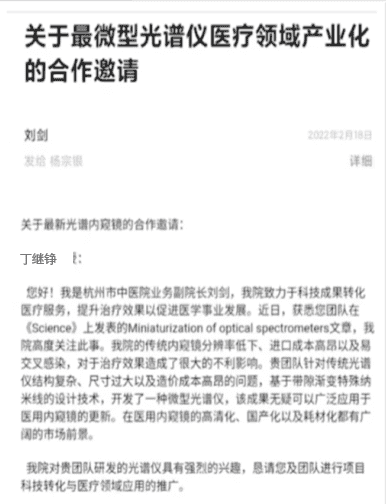 关于最微型光谱仪医疗领域产业化
的合作邀请
刘剑
2022年2月18日
发给 杨宗银
详细
关于最新光谱内窥镜的合作邀请：
丁继铮 ：
您好！我是杭州市中医院业务副院长刘剑，我院致力于科技成果转化
医疗服务，提升治疗效果以促进医学事业发展。近日，获悉您团队在
《Science》上发表的Miniaturization of optical spectrometers文章，我
院高度关注此事。我院的传统内窥镜分辨率低下、进口成本高昂以及易
交叉感染，对于治疗效果造成了很大的不利影响。贵团队针对传统光谱
仪结构复杂、尺寸过大以及造价成本高昂的问题，基于带隙渐变特殊纳
米线的设计技术，开发了一种微型光谱仪，该成果无疑可以广泛应用于
医用内窥镜的更新。在医用内窥镜的高清化、国产化以及耗材化都有广
阔的市场前景。
我院对贵团队研发的光谱仪具有强烈的兴趣，恳请您及团队进行项目
科技转化与医疗领域应用的推广。